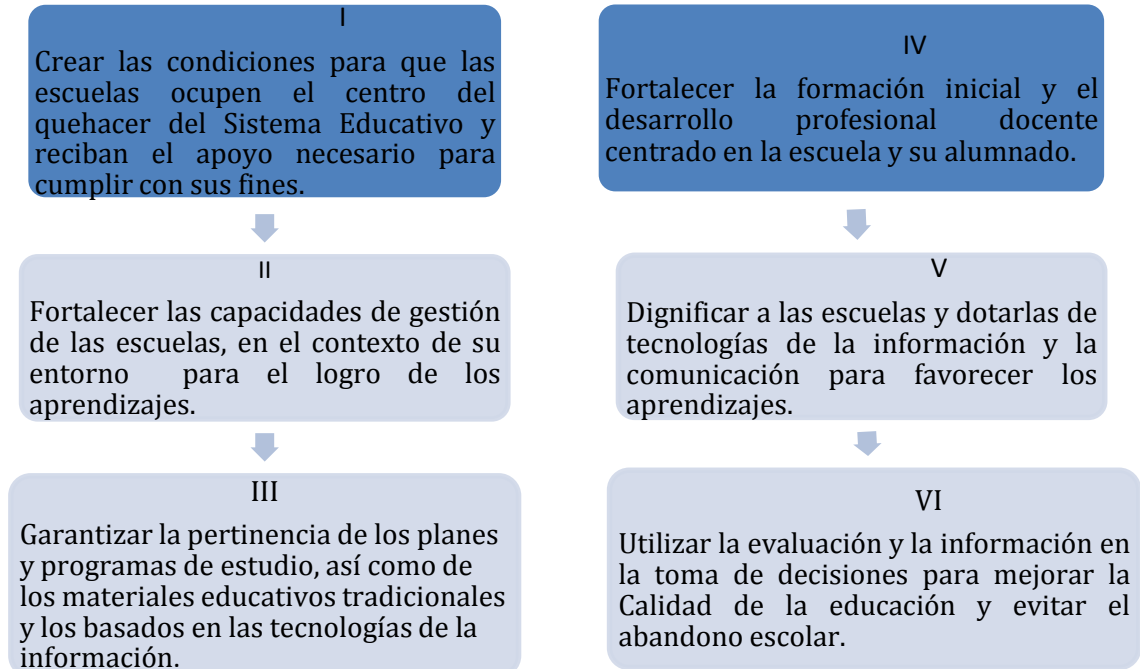 I
Crear las condiciones para que las
escuelas ocupen el centro del
quehacer del Sistema Educativo y
reciban el apoyo necesario para
cumplir con sus fines.
II
Fortalecer las capacidades de gestión
de las escuelas, en el contexto de su
entorno para el logro de los
aprendizajes.
III
Garantizar la pertinencia de los planes
y programas de estudio, así como de
los materiales educativos tradicionales
y los basados en las tecnologías de la
información.
IV
Fortalecer la formación inicial y el
desarrollo profesional docente
centrado en la escuela y su alumnado.
V
Dignificar a las escuelas y dotarlas de
tecnologías de la información y la
comunicación para favorecer los
aprendizajes.
VI
Utilizar la evaluación y la información en
la toma de decisiones para mejorar la
Calidad de la educación y evitar el
abandono escolar.